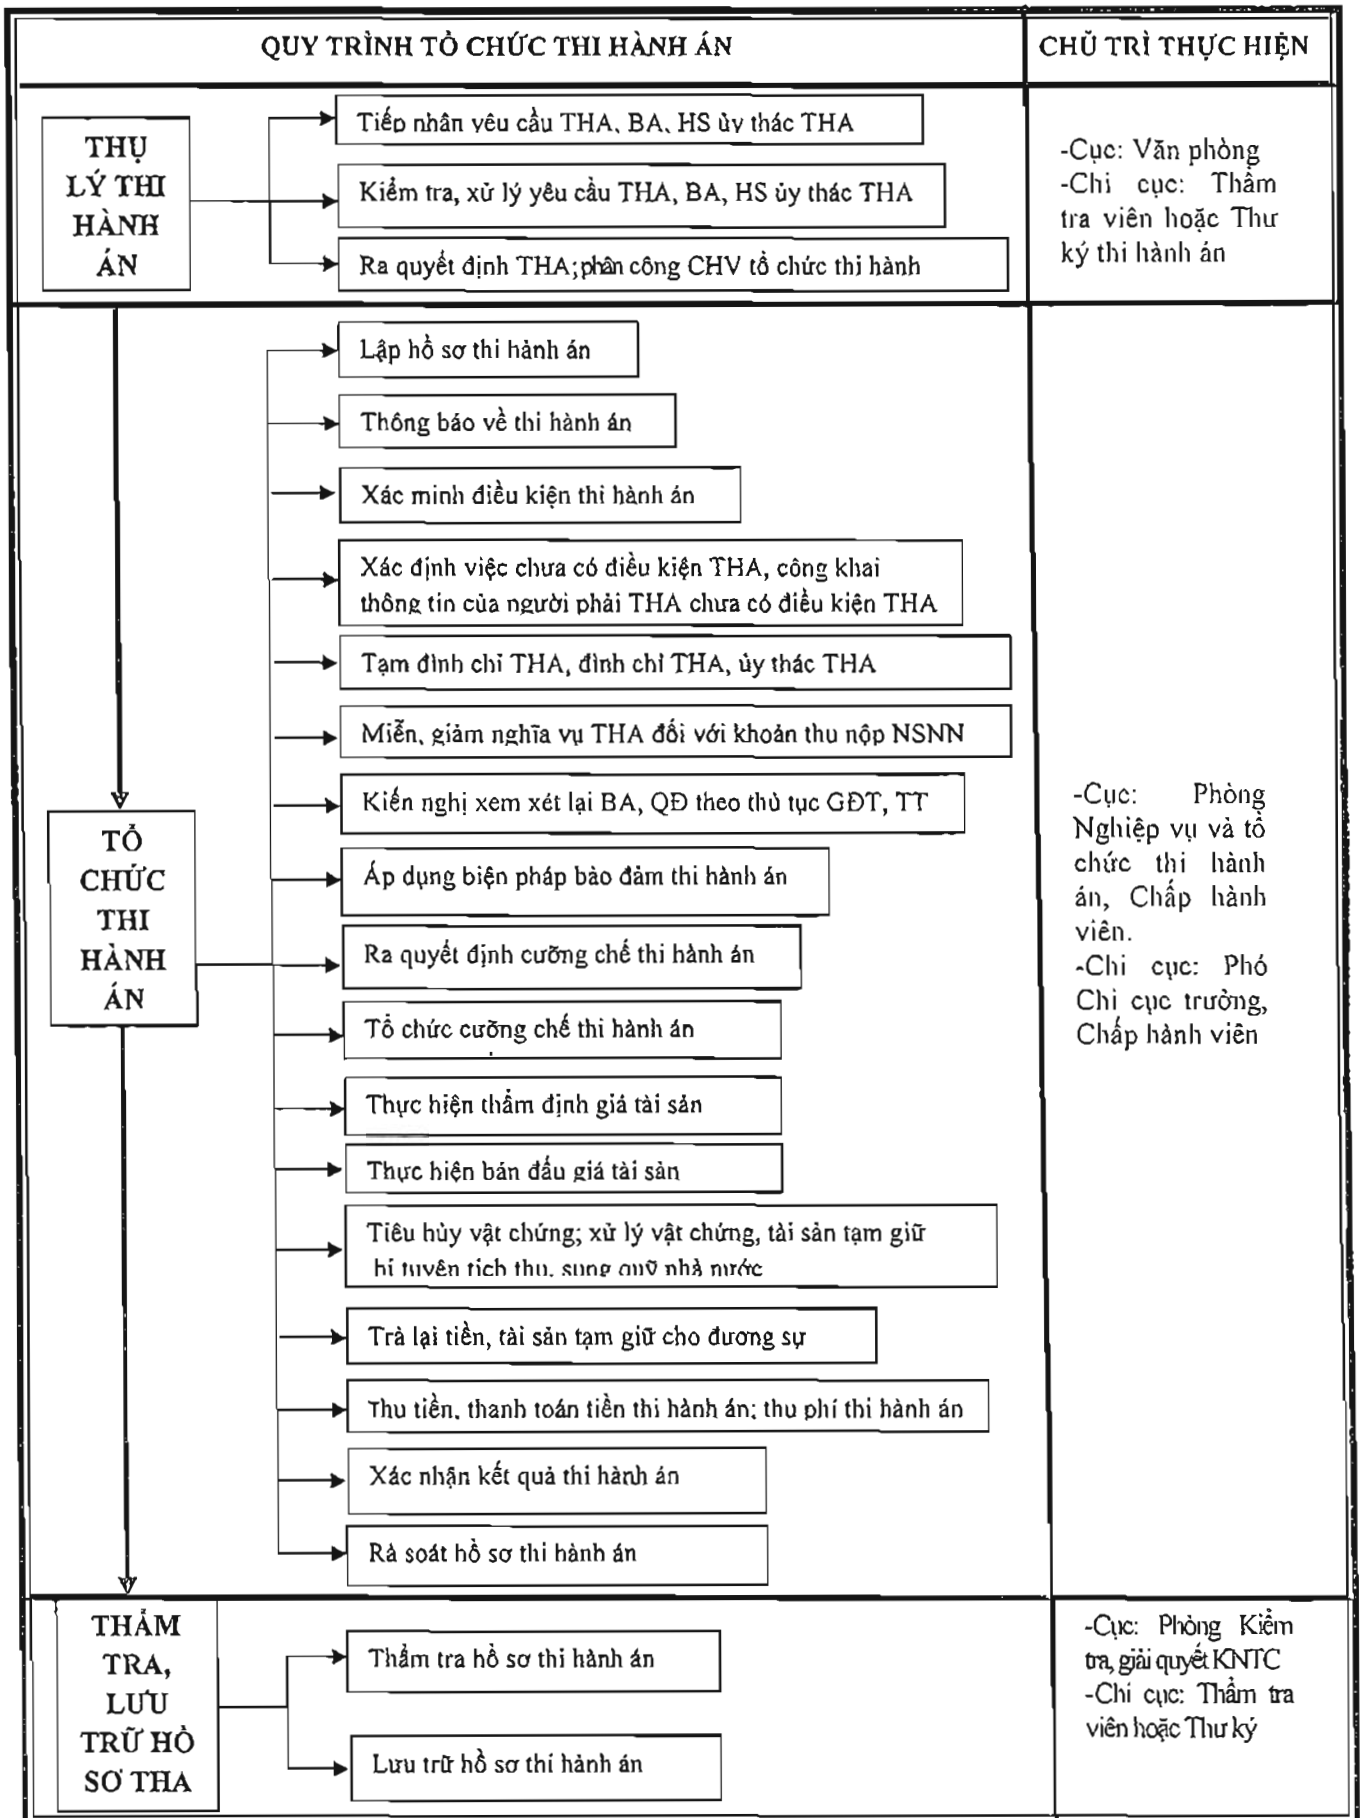 QUY TRÌNH TỔ CHỨC THI HÀNH ÁN
CHỦ TRÌ THỰC HIỆN
THỤ
LÝ THI
HÀNH
ÁN
Tiếp nhận yêu cầu THA, BA, HS ủy thác THA
Kiểm tra, xử lý yêu cầu THA, BA, HS ủy thác THA
Ra quyết định THA;phân công CHV tổ chức thi hành
-Cục: Văn phòng
-Chi cục: Thẩm
tra viên hoặc Thư
ký thi hành án
TỔ
CHỨC
THI
HÀNH
ÁN
Lập hồ sơ thi hành án
Thông báo về thi hành án
Xác minh điều kiện thi hành án
Xác định việc chưa có điều kiện THA, công khai
thông tin của người phải THA chưa có điều kiện THA
Tạm đình chỉ THA, đình chỉ THA, ủy thác THA
Miễn, giảm nghĩa vụ THA đối với khoản thu nộp NSNN
Kiến nghị xem xét lại BA, QĐ theo thủ tục GĐT, TT
Áp dụng biện pháp bảo đảm thi hành án
Ra quyết định cưỡng chế thi hành án
Tổ chức cưỡng chế thi hành án
Thực hiện thẩm định giá tài sản
Thực hiện bán đấu giá tài sản
Tiêu hủy vật chứng; xử lý vật chứng, tài sản tạm giữ
bị tuyên tịch thu, sung quỹ nhà nước
Trả lại tiền, tài sản tạm giữ cho đương sự
Thu tiền, thanh toán tiền thi hành án; thu phí thi hành án
Xác nhận kết quả thi hành án
Rà soát hồ sơ thi hành án
-Cục: Phòng
Nghiệp vụ và tổ
chức thi hành
án, Chấp hành
viên.
-Chi cục: Phó
Chi cục trưởng,
Chấp hành viên
THẨM
TRA,
LƯU
TRỮ HỒ
SƠ THA
Thẩm tra hồ sơ thi hành án
Lưu trữ hồ sơ thi hành án
-Cục: Phòng Kiểm
tra, giải quyết KNTC
-Chi cục: Thẩm tra
viên hoặc Thư ký